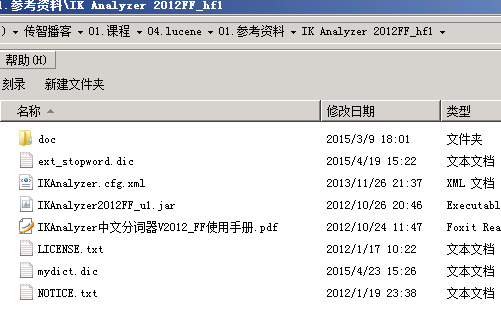 1.参考资料\IK Analyzer 2012FF_hf1
) ▾ 传智播客 ▾ 01.课程 ▾ 04.lucene ▾ 01.参考资料 ▾ IK Analyzer 2012FF_hf1 ▾
帮助(H)
刻录 新建文件夹
名称 修改日期 类型
doc 2015/3/9 18:01 文件夹
ext_stopword.dic 2015/4/19 15:22 文本文档
IKAnalyzer.cfg.xml 2013/11/26 21:37 XML 文档
IKAnalyzer2012FF_u1.jar 2012/10/26 20:46 Executabl
IKAnalyzer中文分词器V2012_FF使用手册.pdf 2012/10/24 11:47 Foxit Rea
LICENSE.txt 2012/1/17 10:22 文本文档
mydict.dic 2015/4/23 15:26 文本文档
NOTICE.txt 2012/1/19 23:38 文本文档